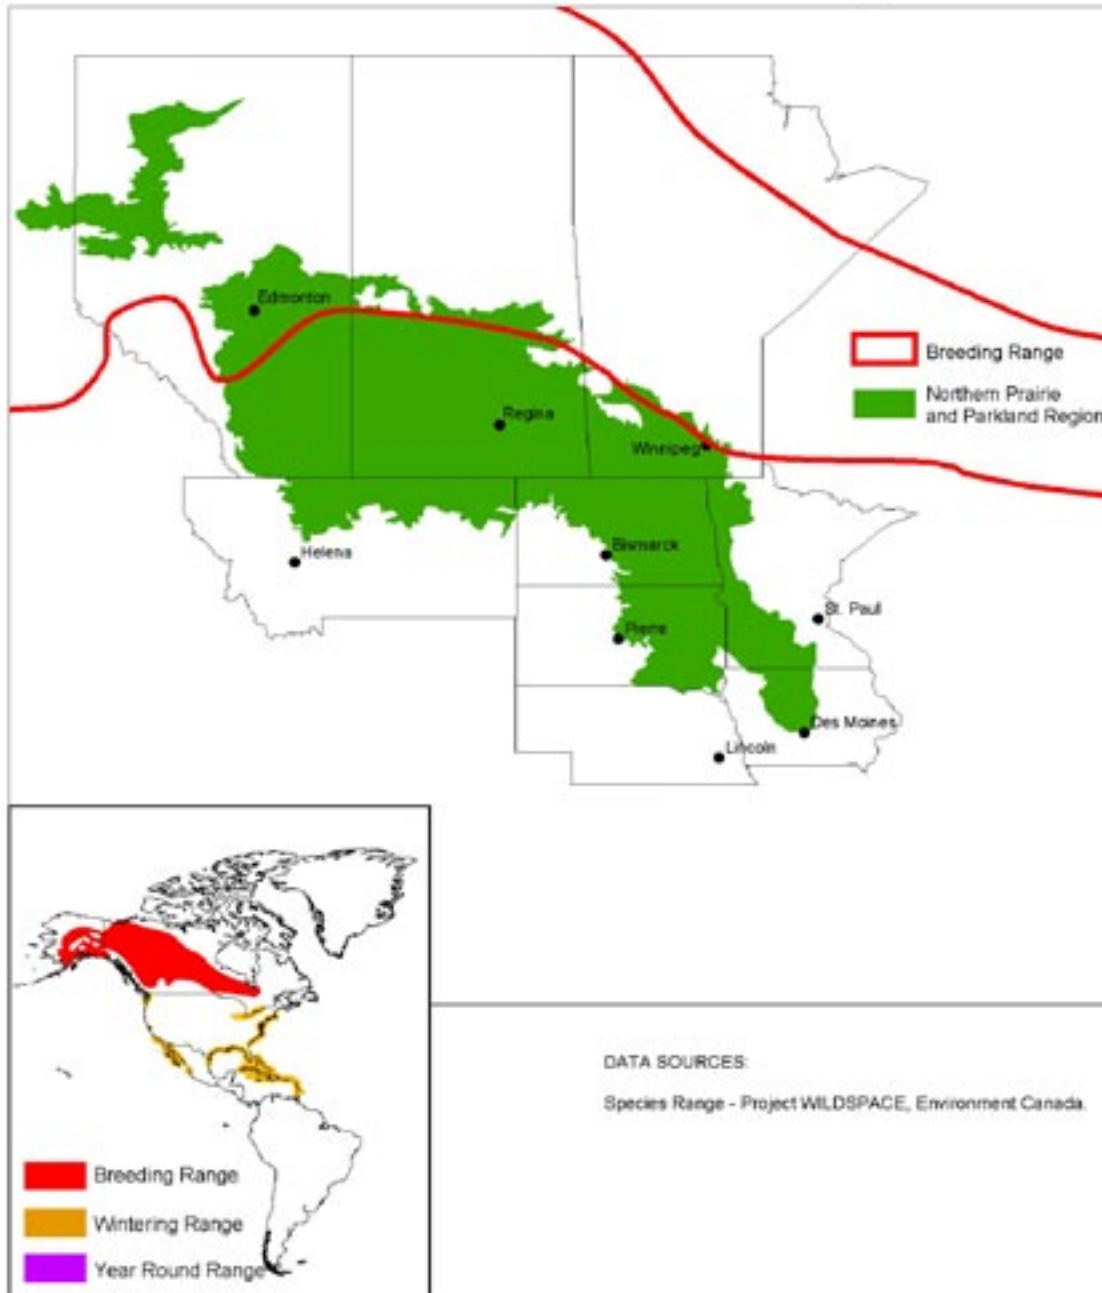 Edmonton
Breeding Range
Northern Prairie
and Parkland Region
Regina
Winnipeg
Helena
Bismarck
St. Paul
Pierre
Des Moines
Lincoln
DATA SOURCES:
Species Range - Project WILDSPACE, Environment Canada.
Breeding Range
Wintering Range
Year Round Range